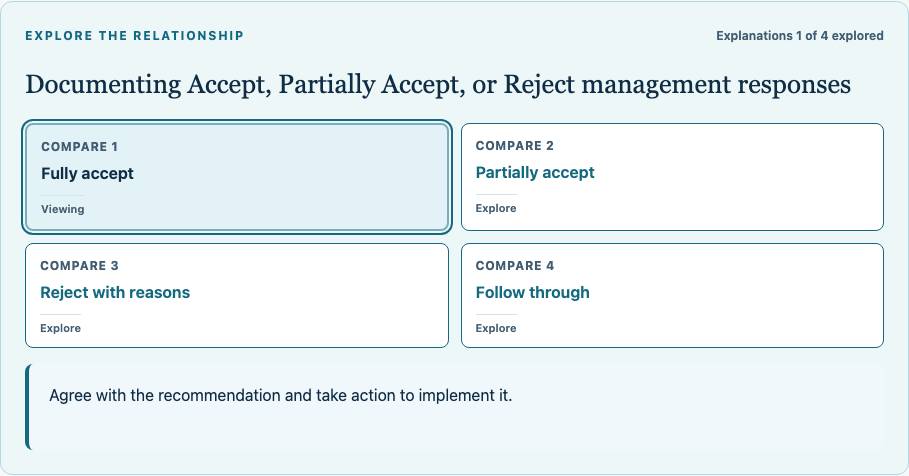 EXPLORE THE RELATIONSHIP
Explanations 1 of 4 explored
Documenting Accept, Partially Accept, or Reject management responses
COMPARE 1
Fully accept
Viewing
COMPARE 2
Partially accept
Explore
COMPARE 3
Reject with reasons
Explore
COMPARE 4
Follow through
Explore
Agree with the recommendation and take action to implement it.